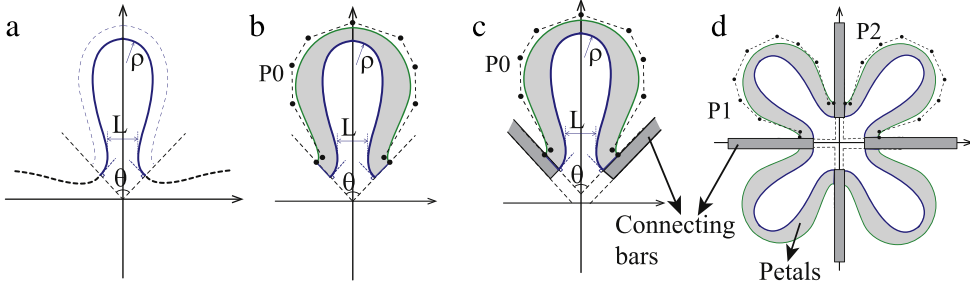 a
ρ
L
θ
b
P0
ρ
L
θ
c
P0
ρ
L
θ
Connecting
bars
d
P2
P1
Petals